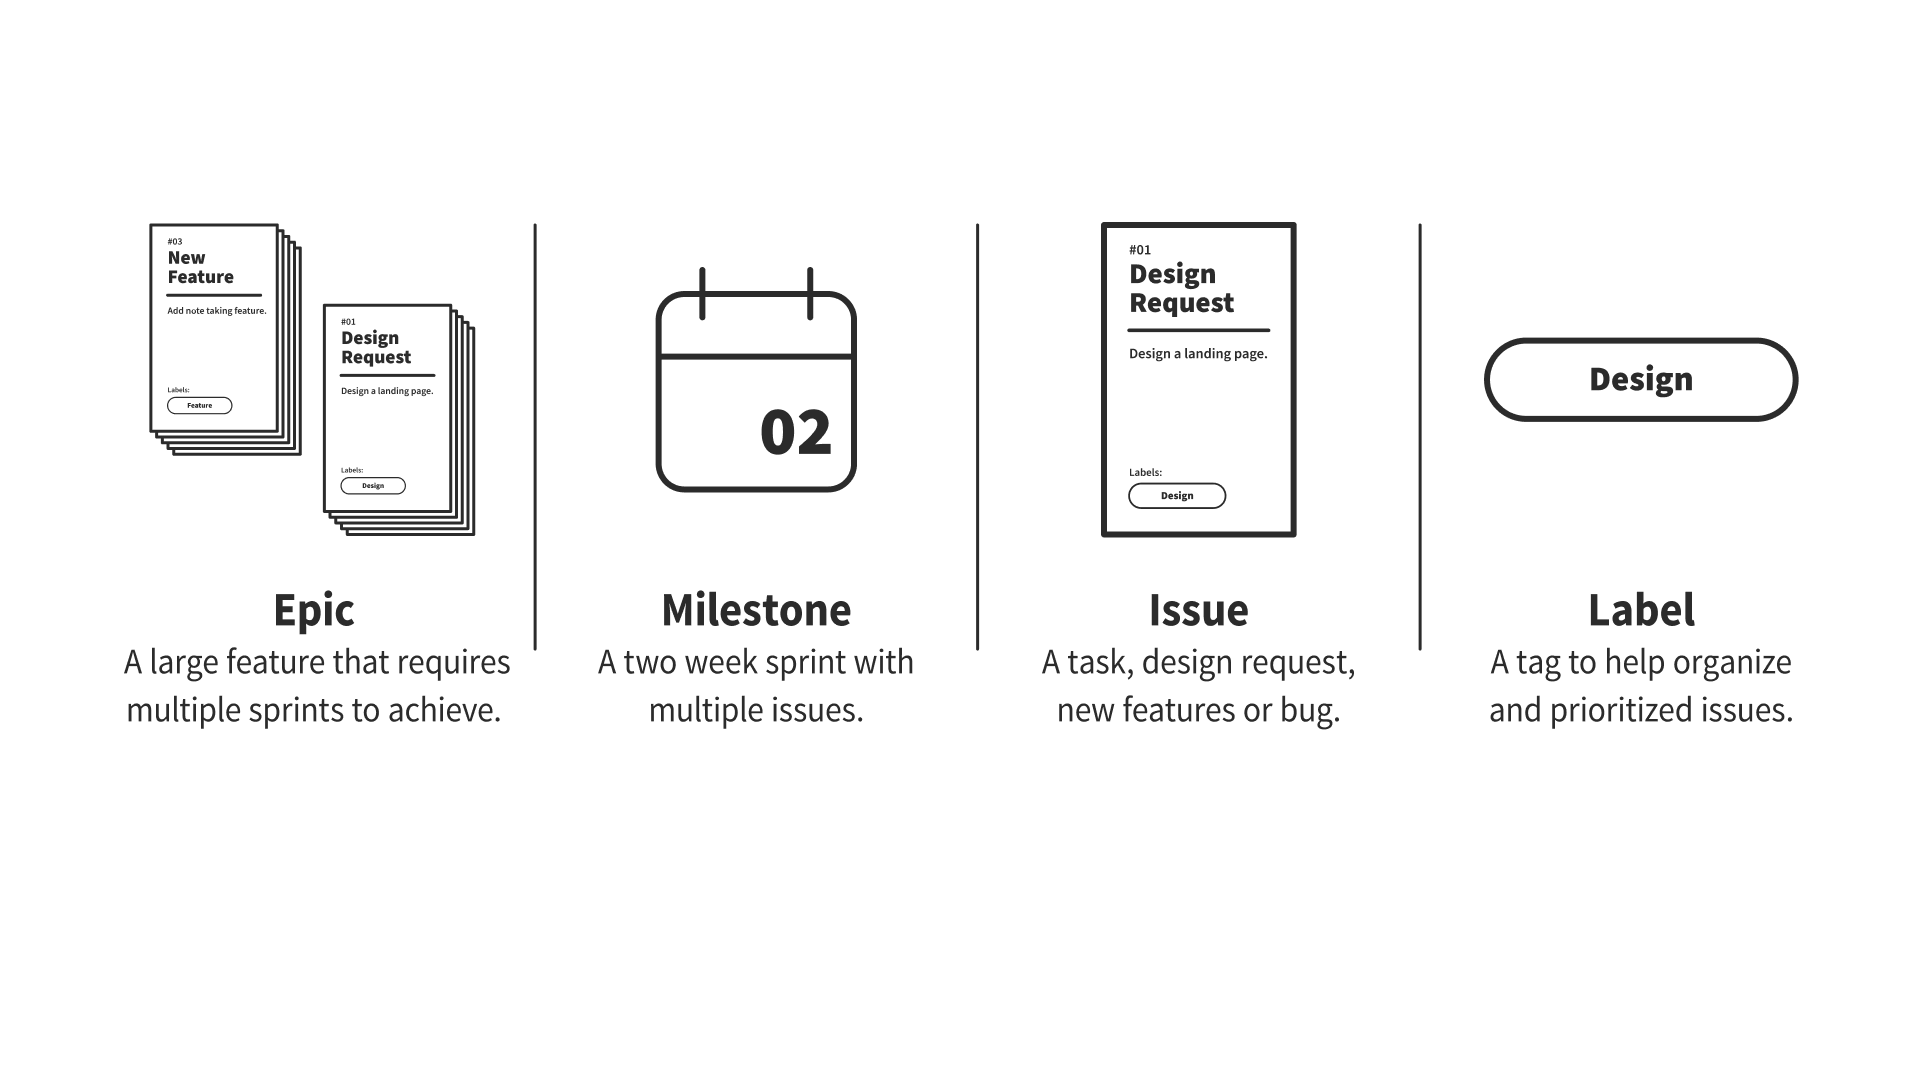 #03
New
Feature
Add note taking feature.
Labels:
Feature
#01
Design
Request
Design a landing page.
Labels:
Design
Epic
A large feature that requires
multiple sprints to achieve.
02
Milestone
A two week sprint with
multiple issues.
#01
Design
Request
Design a landing page.
Labels:
Design
Issue
A task, design request,
new features or bug.
Design
Label
A tag to help organize
and prioritized issues.